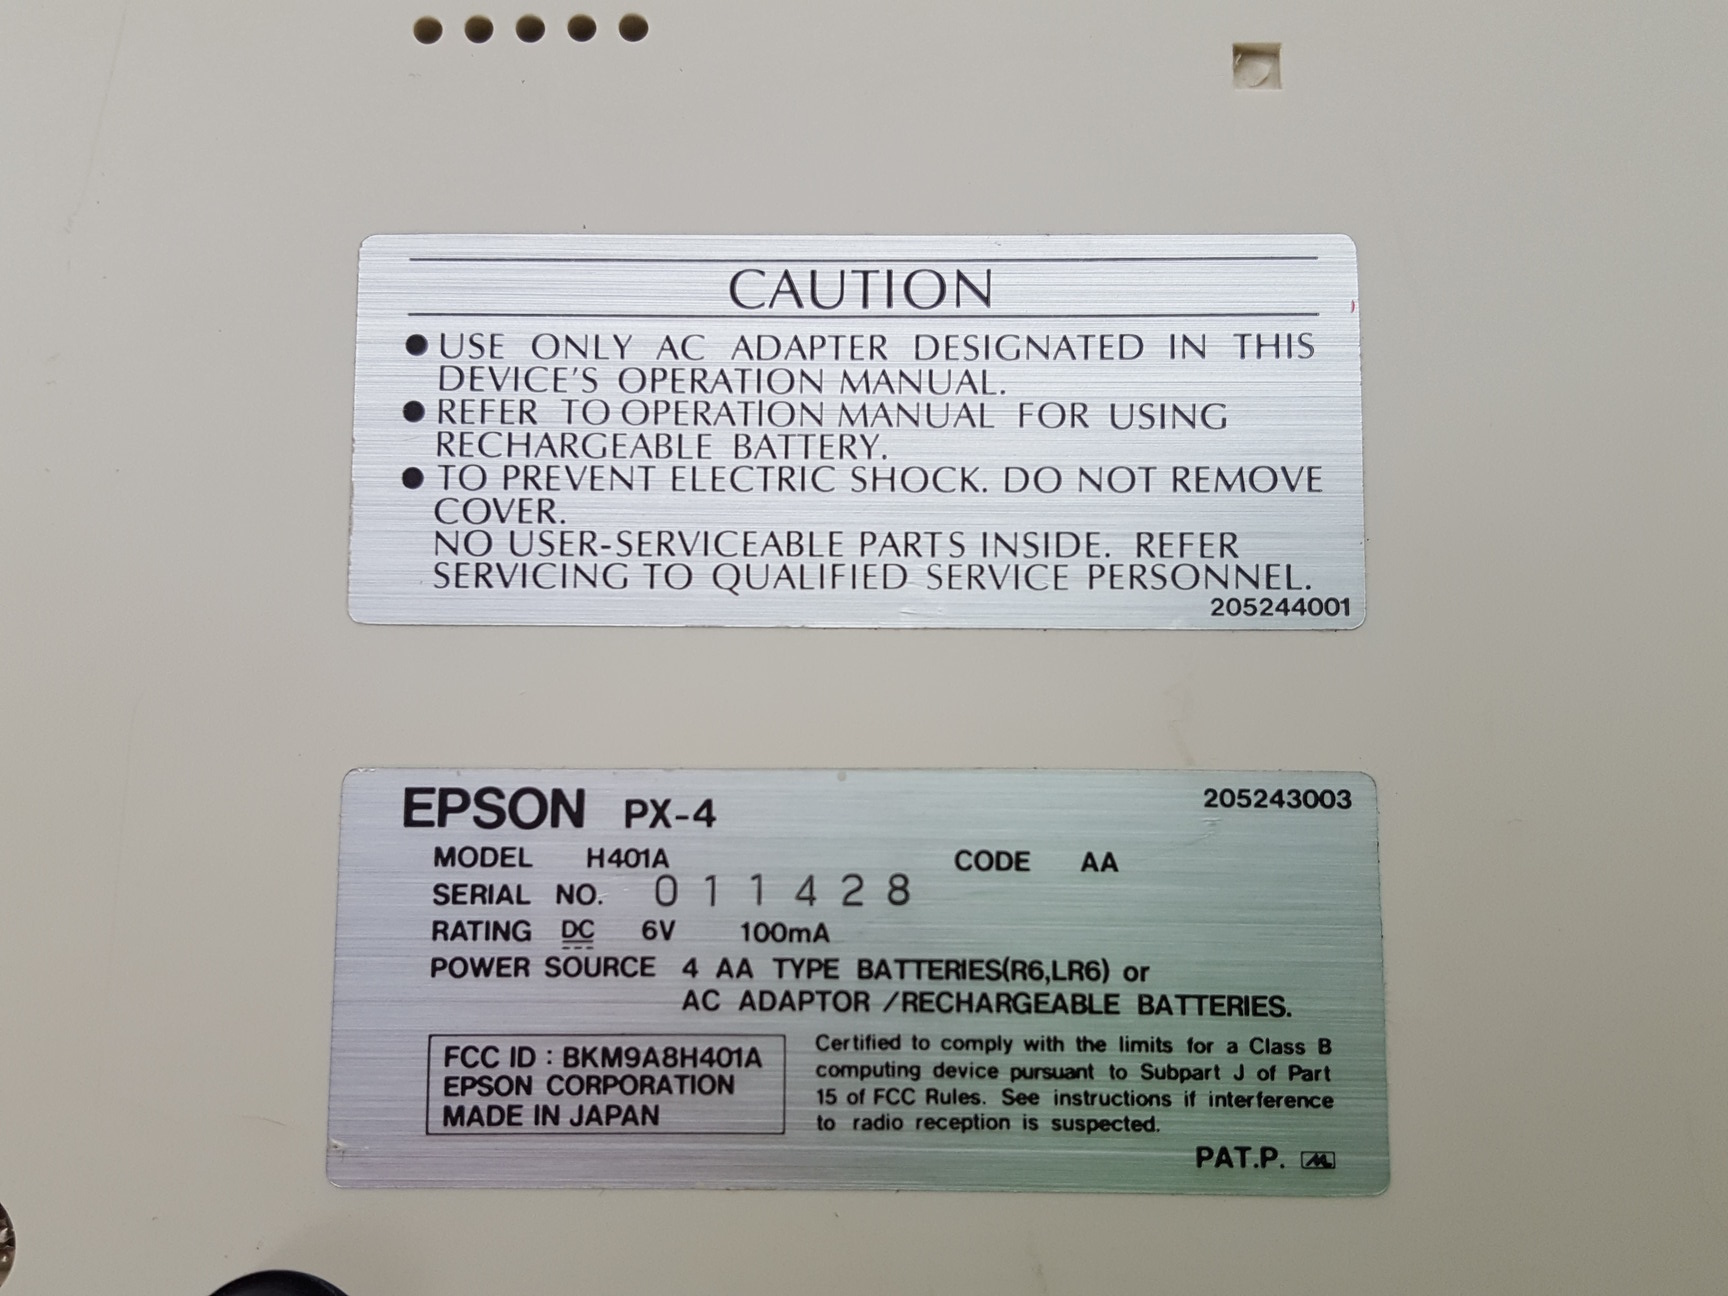 CAUTION
●USE ONLY AC ADAPTER DESIGNATED IN THIS
DEVICE'S OPERATION MANUAL.
●REFER TO OPERATION MANUAL FOR USING
RECHARGEABLE BATTERY.
●TO PREVENT ELECTRIC SHOCK. DO NOT REMOVE
COVER.
NO USER-SERVICEABLE PARTS INSIDE. REFER
SERVICING TO QUALIFIED SERVICE PERSONNEL.
205244001
EPSON PX-4 205243003
MODEL H401A CODE AA
SERIAL NO. 011428
RATING DC 6V 100mA
POWER SOURCE 4 AA TYPE BATTERIES(R6,LR6) or
AC ADAPTOR /RECHARGEABLE BATTERIES.
FCC ID : BKM9A8H401A
EPSON CORPORATION
MADE IN JAPAN
Certified to comply with the limits for a Class B
computing device pursuant to Subpart J of Part
15 of FCC Rules. See instructions if interference
to radio reception is suspected.
PAT.P.